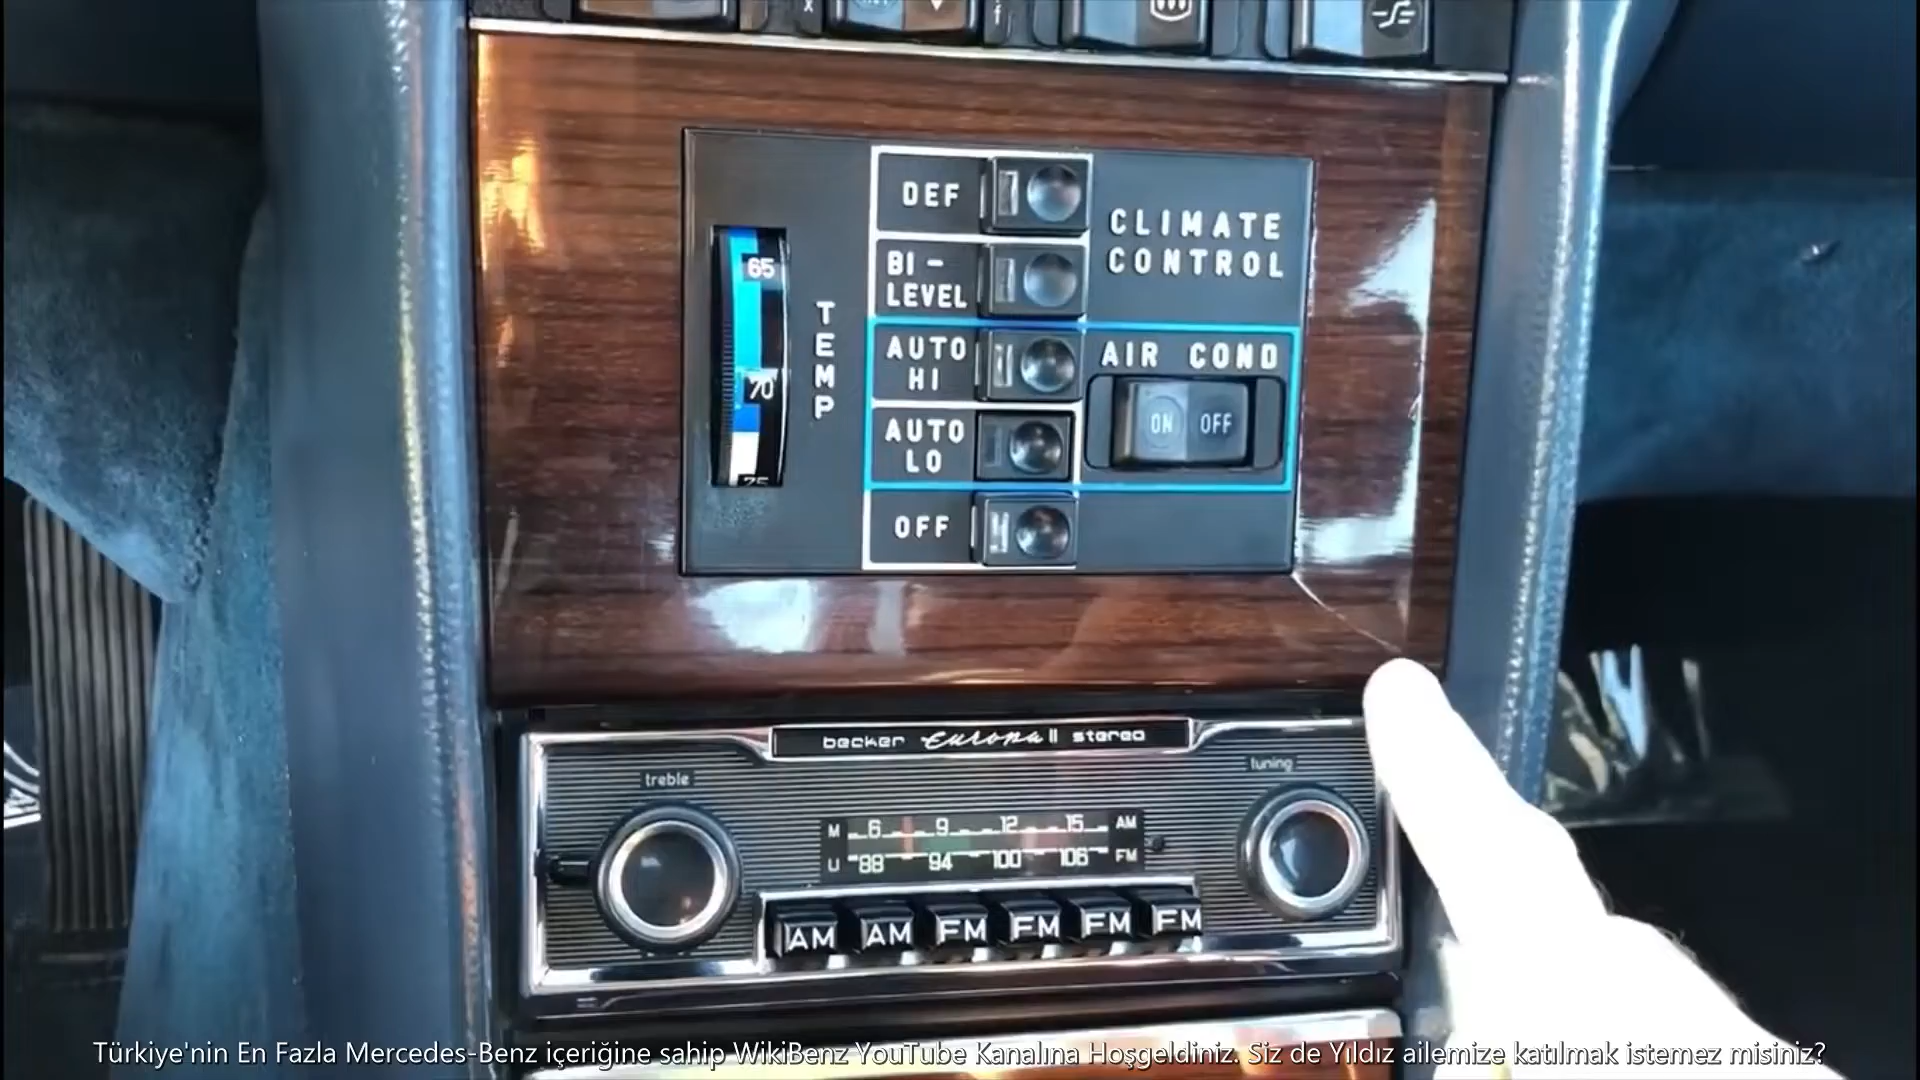 DEF
BI-
LEVEL
CLIMATE
CONTROL
65
70
75
TEMP
AUTO
HI
AIR COND
ON OFF
AUTO
LO
OFF
becker Europa II stereo
treble
tuning
M 6 9 12 15 AM
U 88 94 100 106 FM
AM AM FM FM FM FM
Türkiye'nin En Fazla Mercedes-Benz içeriğine sahip WikiBenz YouTube Kanalına Hoşgeldiniz. Siz de Yıldız ailemize katılmak istemez misiniz?